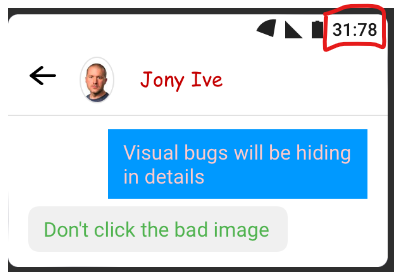 31:78
Jony Ive
Visual bugs will be hiding
in details
Don't click the bad image